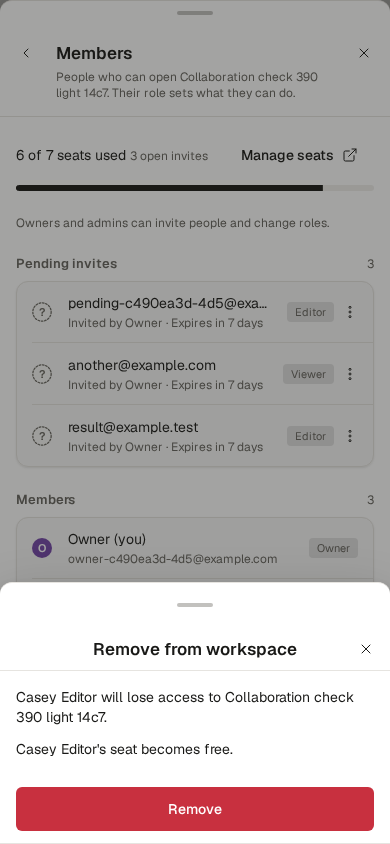 Members
People who can open Collaboration check 390
light 14c7. Their role sets what they can do.
6 of 7 seats used 3 open invites Manage seats
Owners and admins can invite people and change roles.
Pending invites 3
? pending-c490ea3d-4d5@exa... Editor
Invited by Owner · Expires in 7 days
? another@example.com Viewer
Invited by Owner · Expires in 7 days
? result@example.test Editor
Invited by Owner · Expires in 7 days
Members 3
O Owner (you) Owner
owner-c490ea3d-4d5@example.com
Remove from workspace
Casey Editor will lose access to Collaboration check
390 light 14c7.
Casey Editor's seat becomes free.
Remove